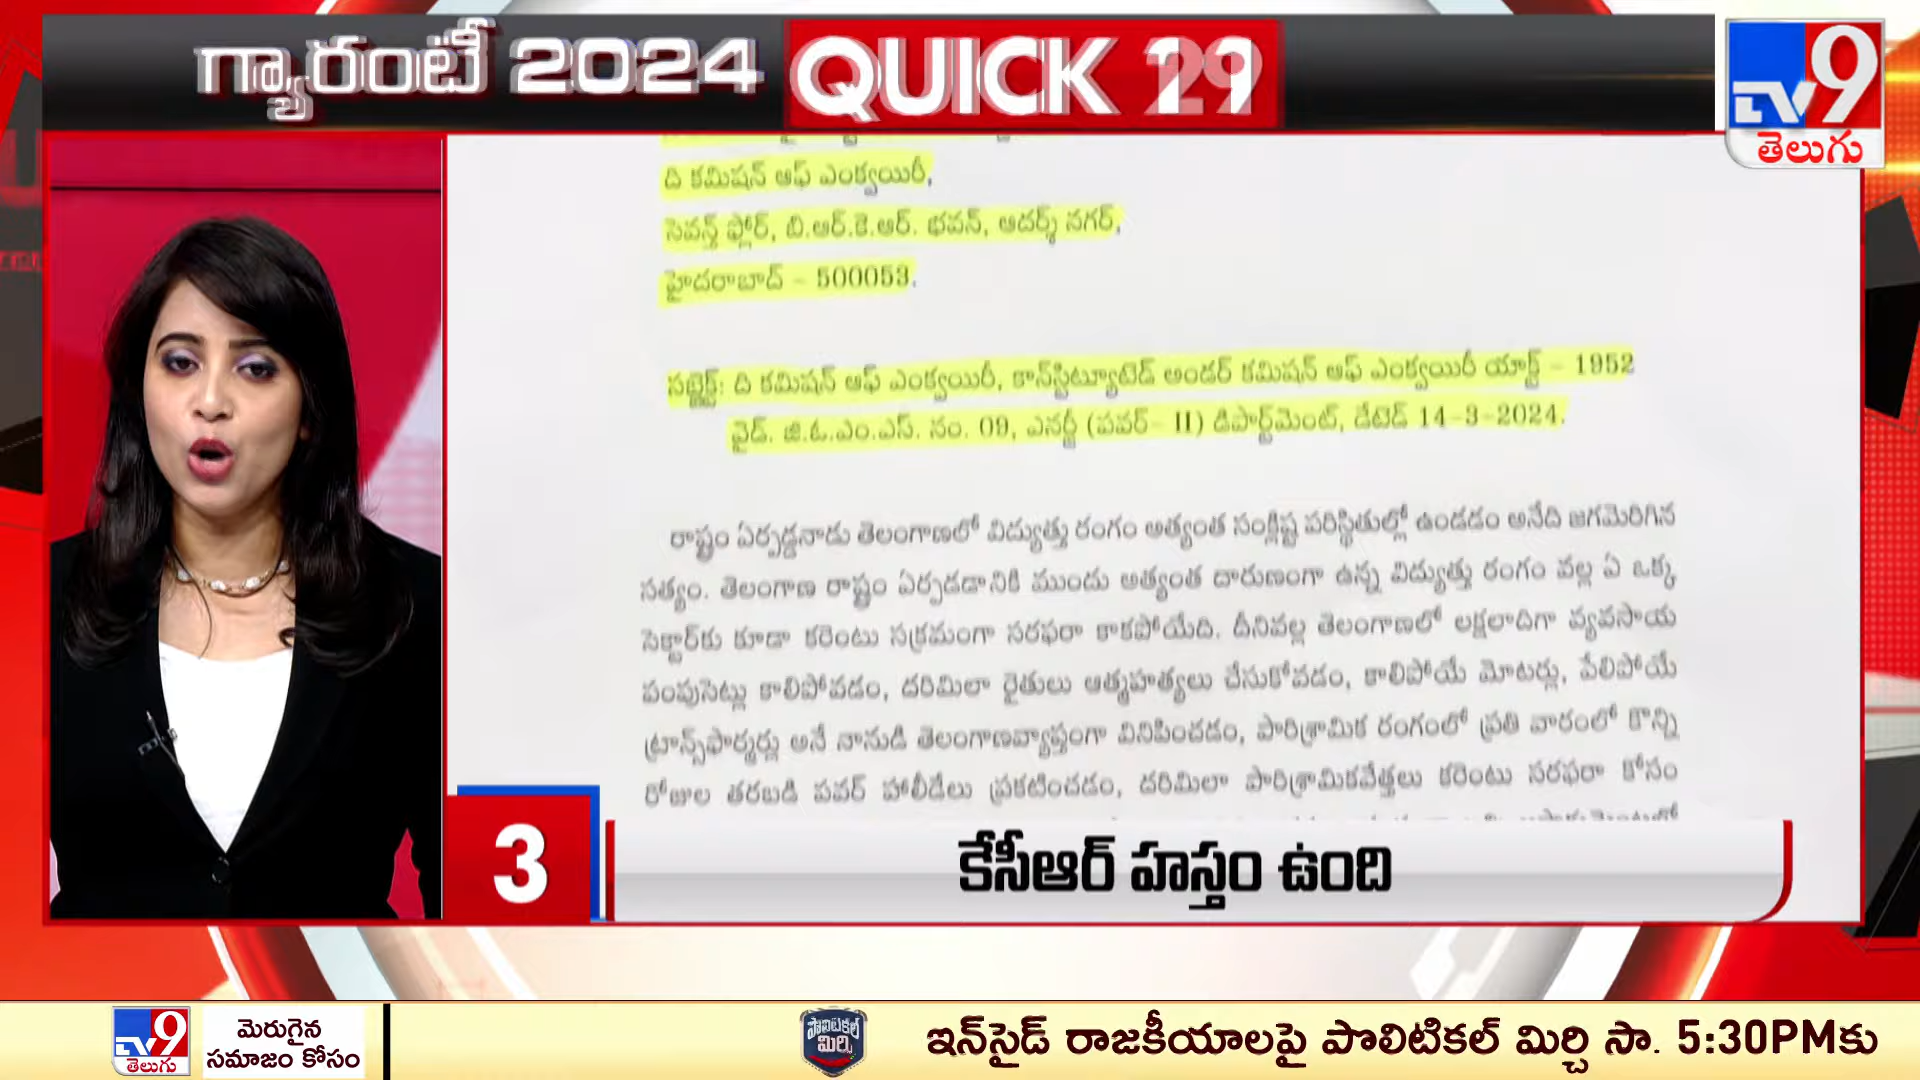 గ్యారంటీ 2024 QUICK
TV9
తెలుగు
ది కమిషన్ ఆఫ్ ఎంక్వయిరీ,
సెవన్త్ ఫ్లోర్, బి.ఆర్.కె.ఆర్. భవన్, ఆదర్శ్ నగర్,
హైదరాబాద్ – 500053.
సబ్జెక్ట్: ది కమిషన్ ఆఫ్ ఎంక్వయిరీ, కాన్‌స్టిట్యూటెడ్ అండర్ కమిషన్ ఆఫ్ ఎంక్వయిరీ యాక్ట్ – 1952
వైడ్. జి.ఓ.ఎం.ఎస్. నం. 09, ఎనర్జీ (పవర్- II) డిపార్ట్‌మెంట్, డేటెడ్ 14-3-2024.
రాష్ట్రం ఏర్పడ్డనాడు తెలంగాణలో విద్యుత్తు రంగం అత్యంత సంక్లిష్ట పరిస్థితుల్లో ఉండడం అనేది జగమెరిగిన
సత్యం. తెలంగాణ రాష్ట్రం ఏర్పడడానికి ముందు అత్యంత దారుణంగా ఉన్న విద్యుత్తు రంగం వల్ల ఏ ఒక్క
సెక్టార్‌కు కూడా కరెంటు సక్రమంగా సరఫరా కాకపోయేది. దీనివల్ల తెలంగాణలో లక్షలాదిగా వ్యవసాయ
పంపుసెట్లు కాలిపోవడం, దరిమిలా రైతులు ఆత్మహత్యలు చేసుకోవడం, కాలిపోయే మోటర్లు, పేలిపోయే
ట్రాన్స్‌ఫార్మర్లు అనే నానుడి తెలంగాణవ్యాప్తంగా వినిపించడం, పారిశ్రామిక రంగంలో ప్రతి వారంలో కొన్ని
రోజుల తరబడి పవర్ హాలీడేలు ప్రకటించడం, దరిమిలా పారిశ్రామికవేత్తలు కరెంటు సరఫరా కోసం
3
కేసీఆర్ హస్తం ఉంది
TV9
తెలుగు
మెరుగైన
సమాజం కోసం
పొలిటికల్
మిర్చి
ఇన్‌సైడ్ రాజకీయాలపై పొలిటికల్ మిర్చి సా. 5:30PMకు